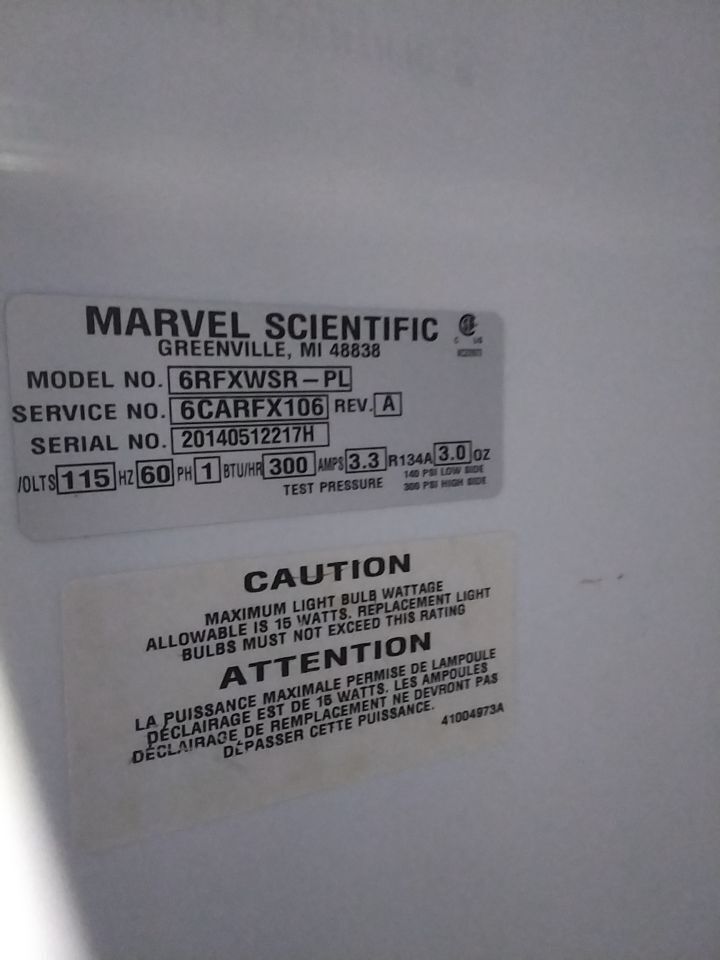 MARVEL SCIENTIFIC
GREENVILLE, MI 48838
MODEL NO. 6RFXWSR-PL
SERVICE NO. 6CARFX106 REV. A
SERIAL NO. 20140512217H
VOLTS 115 HZ 60 PH 1 BTU/HR 300 AMPS 3.3 R134A 3.0 OZ
TEST PRESSURE 140 PSI LOW SIDE
300 PSI HIGH SIDE
CAUTION
MAXIMUM LIGHT BULB WATTAGE
ALLOWABLE IS 15 WATTS. REPLACEMENT LIGHT
BULBS MUST NOT EXCEED THIS RATING
ATTENTION
LA PUISSANCE MAXIMALE PERMISE DE LAMPOULE
DÉCLAIRAGE EST DE 15 WATTS. LES AMPOULES
DÉCLAIRAGE DE REMPLACEMENT NE DEVRONT PAS
DÉPASSER CETTE PUISSANCE.
41004973A